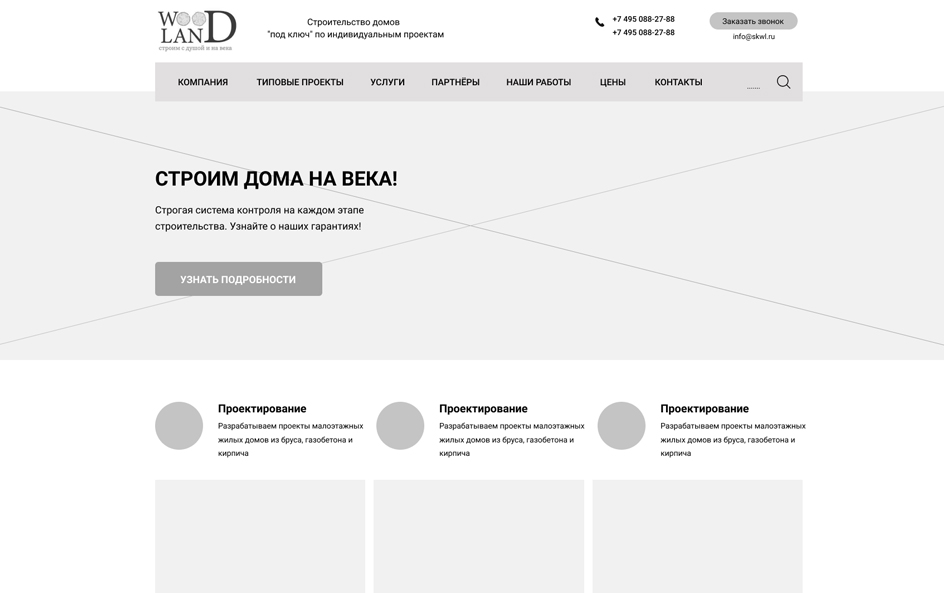 WOOD
LAN
строим с душой и на века
Строительство домов
"под ключ" по индивидуальным проектам
+7 495 088-27-88
+7 495 088-27-88
Заказать звонок
info@skwl.ru
КОМПАНИЯ ТИПОВЫЕ ПРОЕКТЫ УСЛУГИ ПАРТНЁРЫ НАШИ РАБОТЫ ЦЕНЫ КОНТАКТЫ
СТРОИМ ДОМА НА ВЕКА!
Строгая система контроля на каждом этапе
строительства. Узнайте о наших гарантиях!
УЗНАТЬ ПОДРОБНОСТИ
Проектирование
Разрабатываем проекты малоэтажных
жилых домов из бруса, газобетона и
кирпича
Проектирование
Разрабатываем проекты малоэтажных
жилых домов из бруса, газобетона и
кирпича
Проектирование
Разрабатываем проекты малоэтажных
жилых домов из бруса, газобетона и
кирпича